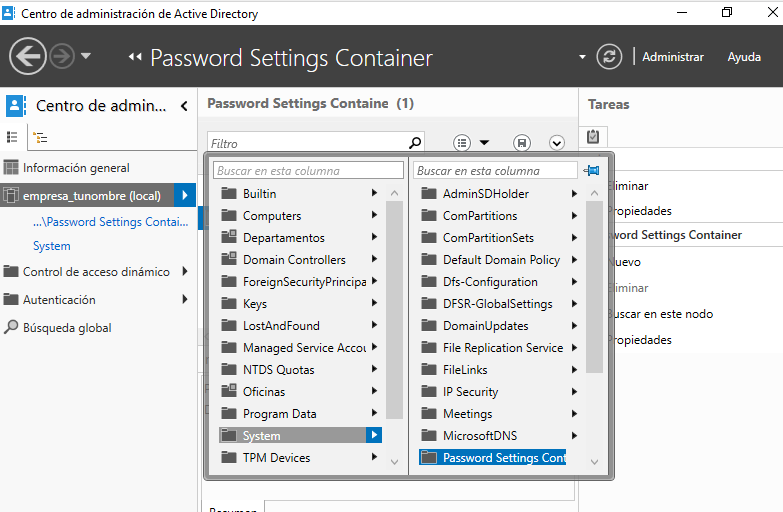 Centro de administración de Active Directory
Password Settings Container
Administrar
Ayuda
Centro de admin...
Información general
empresa_tunombre (local)
...\Password Settings Contai...
System
Control de acceso dinámico
Autenticación
Búsqueda global
Password Settings Containe (1)
Filtro
Buscar en esta columna
Builtin
Computers
Departamentos
Domain Controllers
ForeignSecurityPrincipa
Keys
LostAndFound
Managed Service Accou
NTDS Quotas
Oficinas
Program Data
System
TPM Devices
Buscar en esta columna
AdminSDHolder
ComPartitions
ComPartitionSets
Default Domain Policy
Dfs-Configuration
DFSR-GlobalSettings
DomainUpdates
File Replication Service
FileLinks
IP Security
Meetings
MicrosoftDNS
Password Settings Cont
Tareas
Eliminar
Propiedades
word Settings Container
Nuevo
Eliminar
Buscar en este nodo
Propiedades